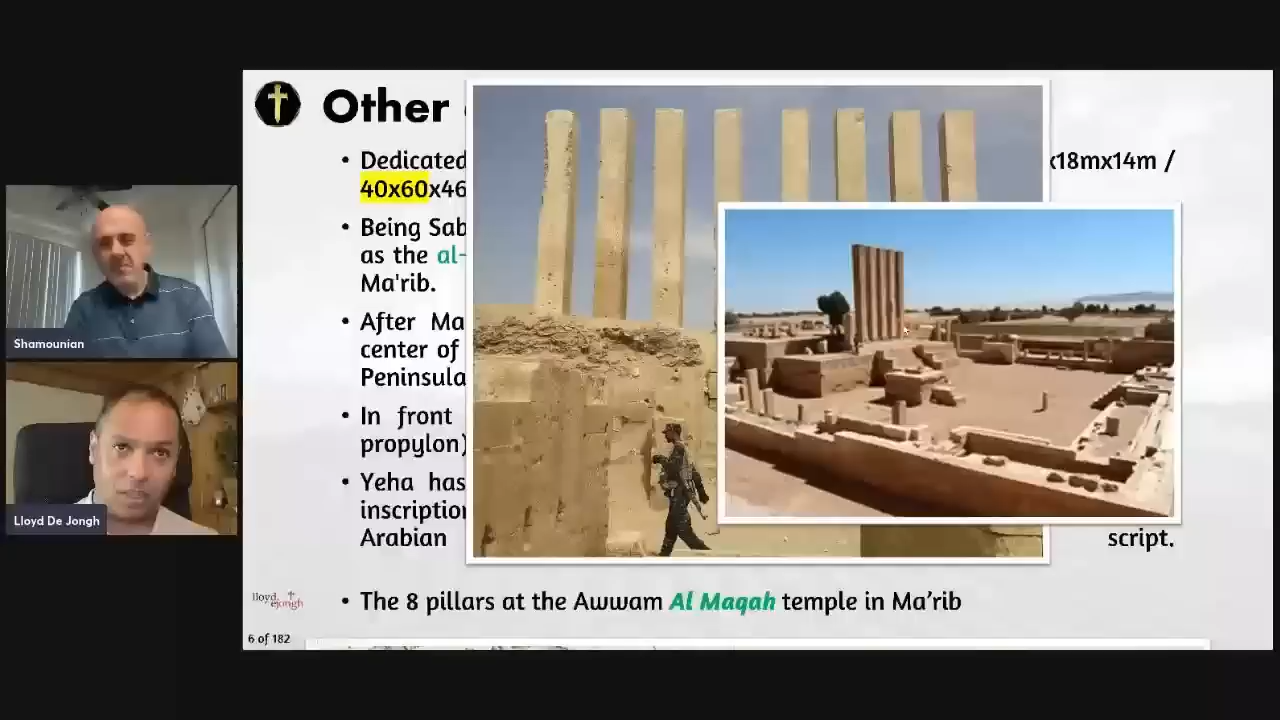 Other
Dedicated x18mx14m /
40x60x46
Being Sab
as the al-
Ma'rib.
After Ma
center of
Peninsula
In front
propylon)
Yeha has
inscription
Arabian script.
The 8 pillars at the Awwam Al Maqah temple in Ma’rib
lloyd
dejongh
6 of 182
Shamounian
Lloyd De Jongh